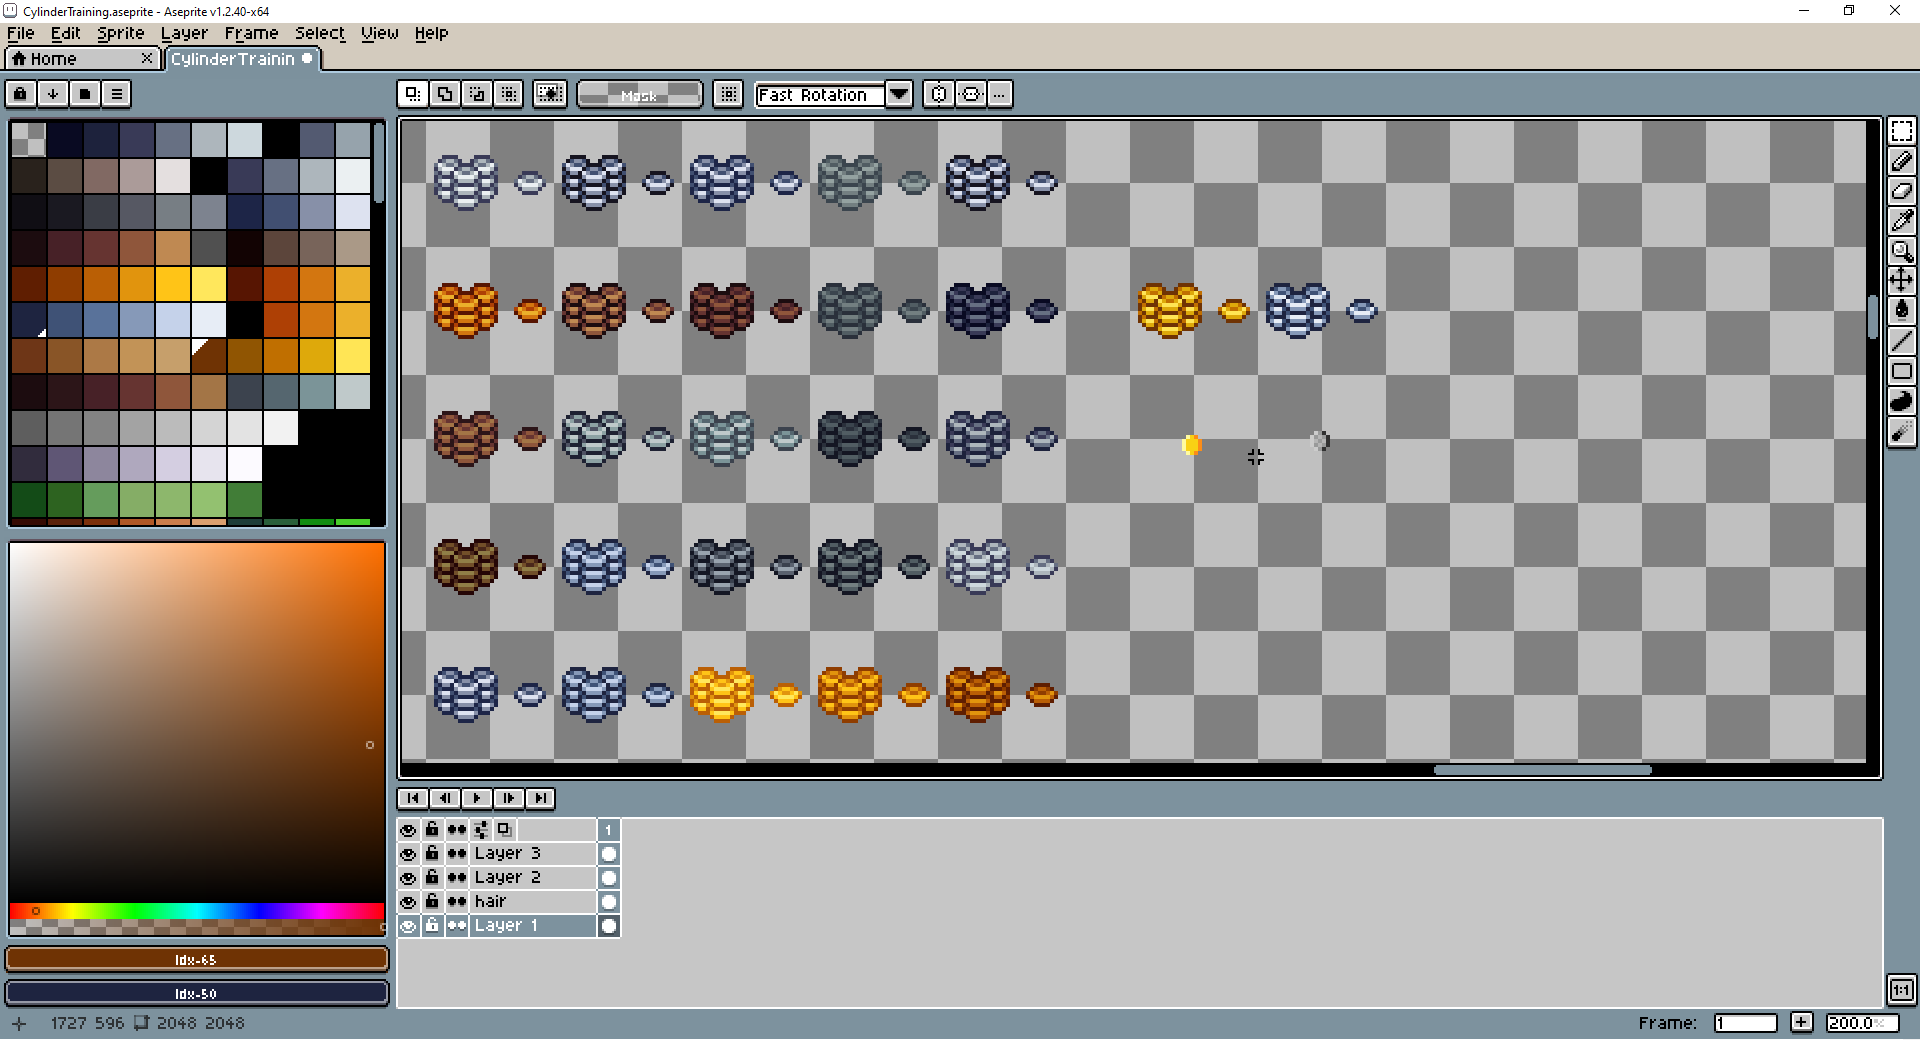 CylinderTraining.aseprite - Aseprite v1.2.40-x64
File Edit Sprite Layer Frame Select View Help
Home
CylinderTrainin
Mask
Fast Rotation
1
Layer 3
Layer 2
hair
Layer 1
Idx-65
Idx-50
1727 596 2048 2048
Frame: 1
200.0%
1:1